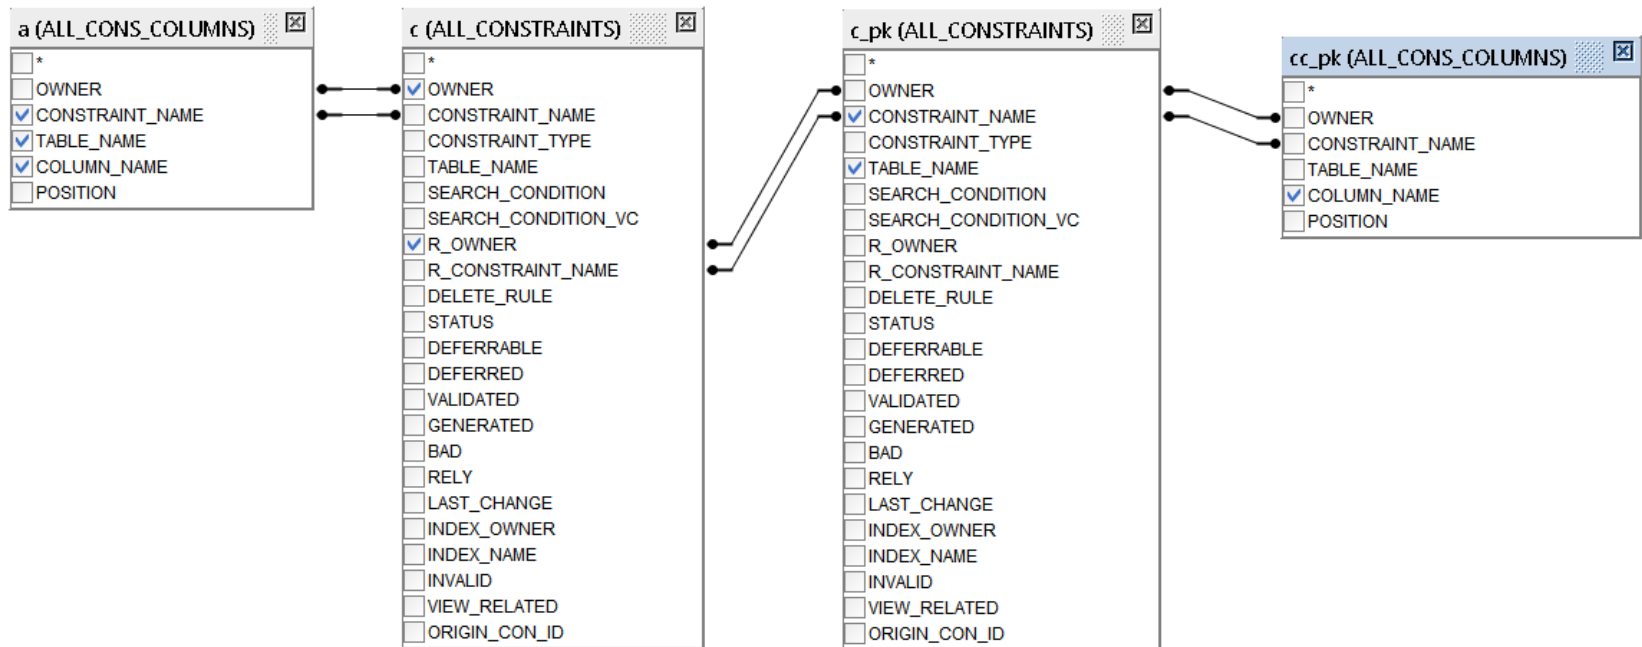 a (ALL_CONS_COLUMNS)
*
OWNER
CONSTRAINT_NAME
TABLE_NAME
COLUMN_NAME
POSITION
c (ALL_CONSTRAINTS)
*
OWNER
CONSTRAINT_NAME
CONSTRAINT_TYPE
TABLE_NAME
SEARCH_CONDITION
SEARCH_CONDITION_VC
R_OWNER
R_CONSTRAINT_NAME
DELETE_RULE
STATUS
DEFERRABLE
DEFERRED
VALIDATED
GENERATED
BAD
RELY
LAST_CHANGE
INDEX_OWNER
INDEX_NAME
INVALID
VIEW_RELATED
ORIGIN_CON_ID
c_pk (ALL_CONSTRAINTS)
*
OWNER
CONSTRAINT_NAME
CONSTRAINT_TYPE
TABLE_NAME
SEARCH_CONDITION
SEARCH_CONDITION_VC
R_OWNER
R_CONSTRAINT_NAME
DELETE_RULE
STATUS
DEFERRABLE
DEFERRED
VALIDATED
GENERATED
BAD
RELY
LAST_CHANGE
INDEX_OWNER
INDEX_NAME
INVALID
VIEW_RELATED
ORIGIN_CON_ID
cc_pk (ALL_CONS_COLUMNS)
*
OWNER
CONSTRAINT_NAME
TABLE_NAME
COLUMN_NAME
POSITION